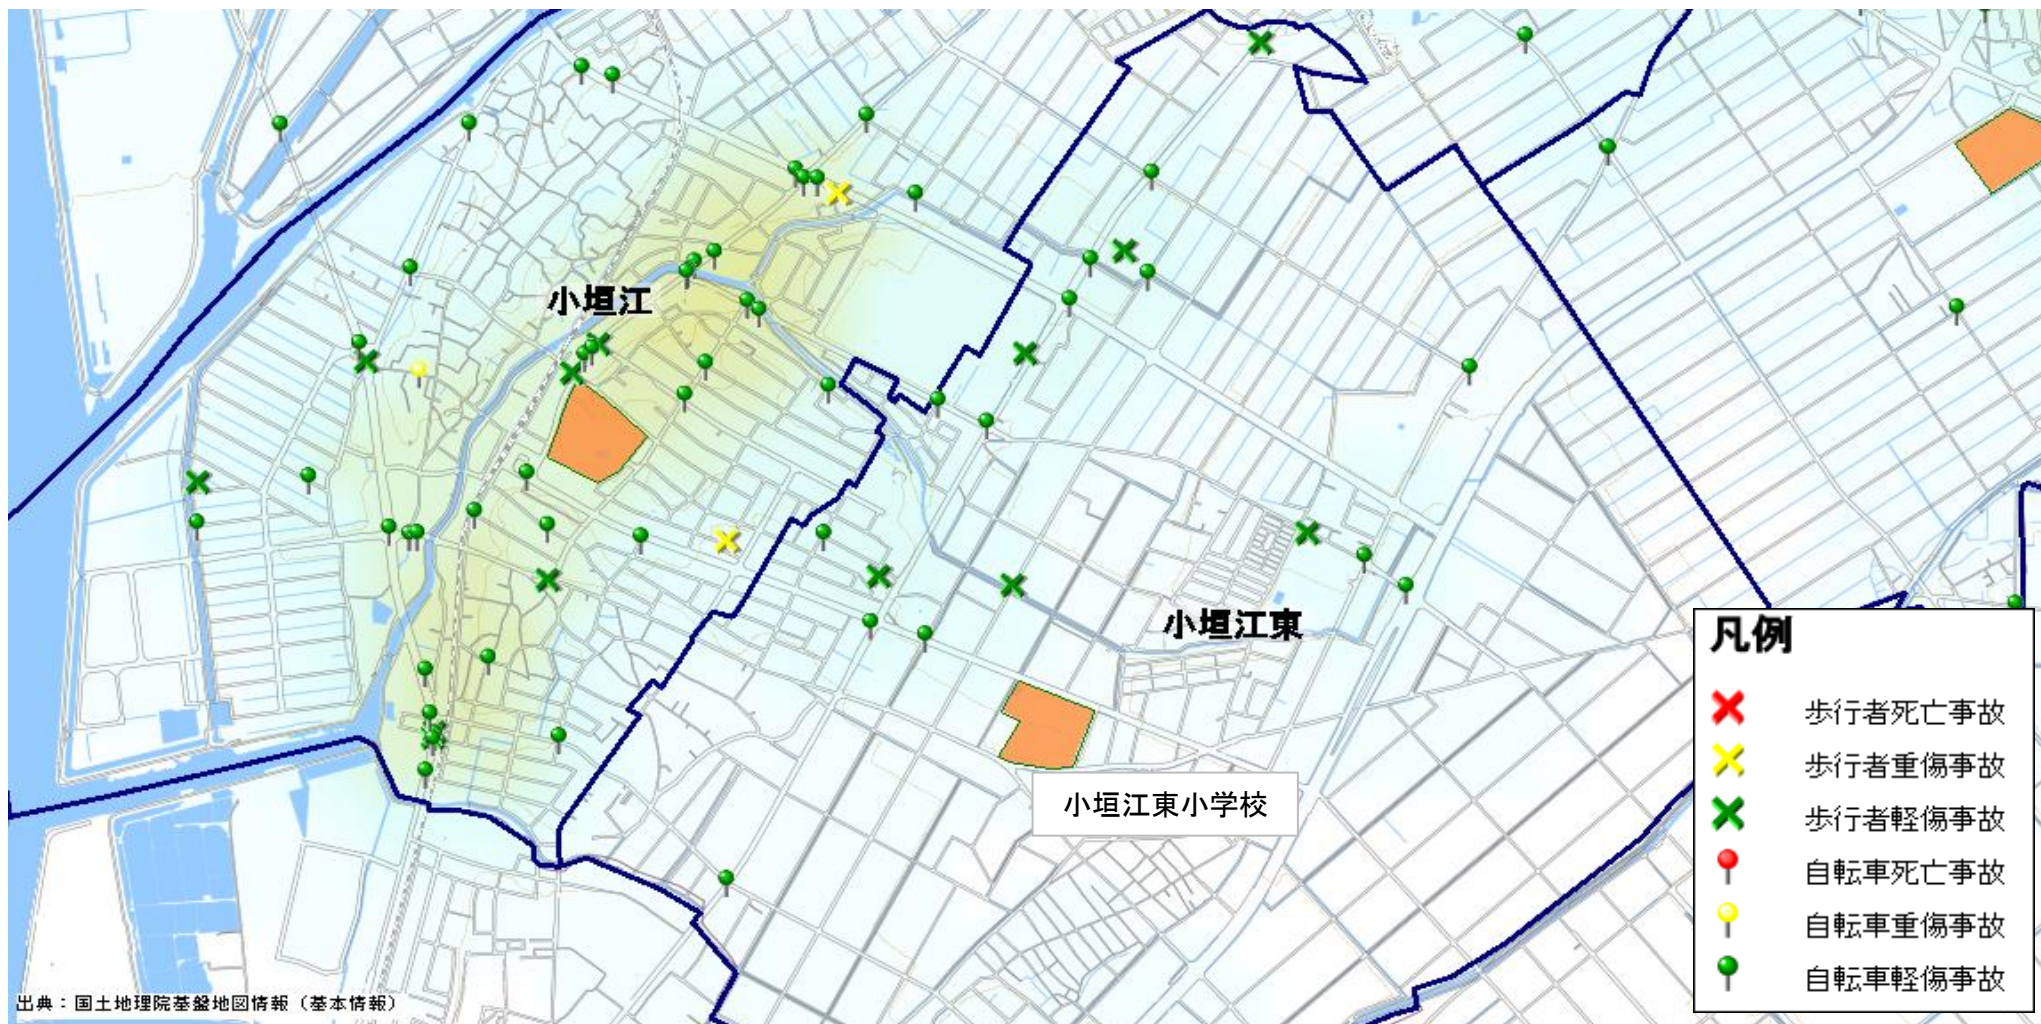 小垣江
小垣江東
小垣江東小学校
凡例
歩行者死亡事故
歩行者重傷事故
歩行者軽傷事故
自転車死亡事故
自転車重傷事故
自転車軽傷事故
出典：国土地理院基盤地図情報（基本情報）